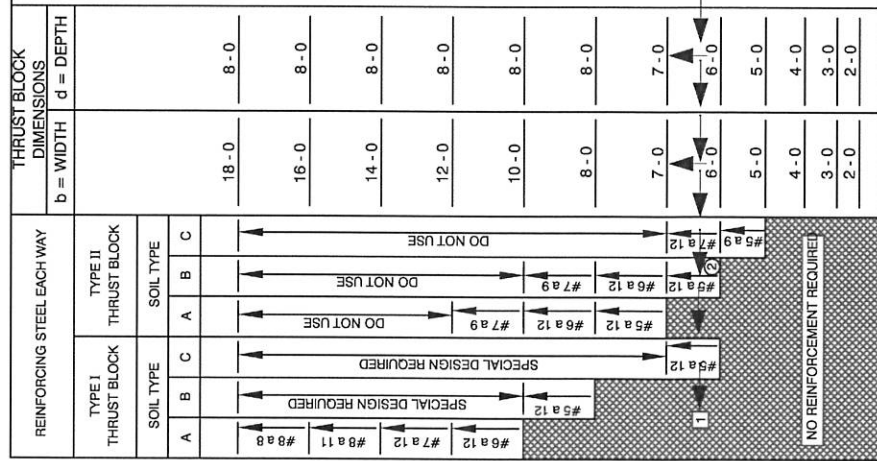 REINFORCING STEEL EACH WAY
TYPE I
THRUST BLOCK
TYPE II
THRUST BLOCK
SOIL TYPE
SOIL TYPE
A
B
C
A
B
C
#8 a 8
#8 a 11
#7 a 12
#6 a 12
SPECIAL DESIGN REQUIRED
#5 a 12
SPECIAL DESIGN REQUIRED
#5 a 12
DO NOT USE
#7 a 9
#6 a 12
#5 a 12
DO NOT USE
#7 a 9
#6 a 12
#5 a 12
DO NOT USE
#7 a 12
#5 a 9
1
2
NO REINFORCEMENT REQUIRED
THRUST BLOCK
DIMENSIONS
b = WIDTH
d = DEPTH
18 - 0
16 - 0
14 - 0
12 - 0
10 - 0
8 - 0
7 - 0
6 - 0
5 - 0
4 - 0
3 - 0
2 - 0
8 - 0
8 - 0
8 - 0
8 - 0
8 - 0
8 - 0
7 - 0
6 - 0
5 - 0
4 - 0
3 - 0
2 - 0